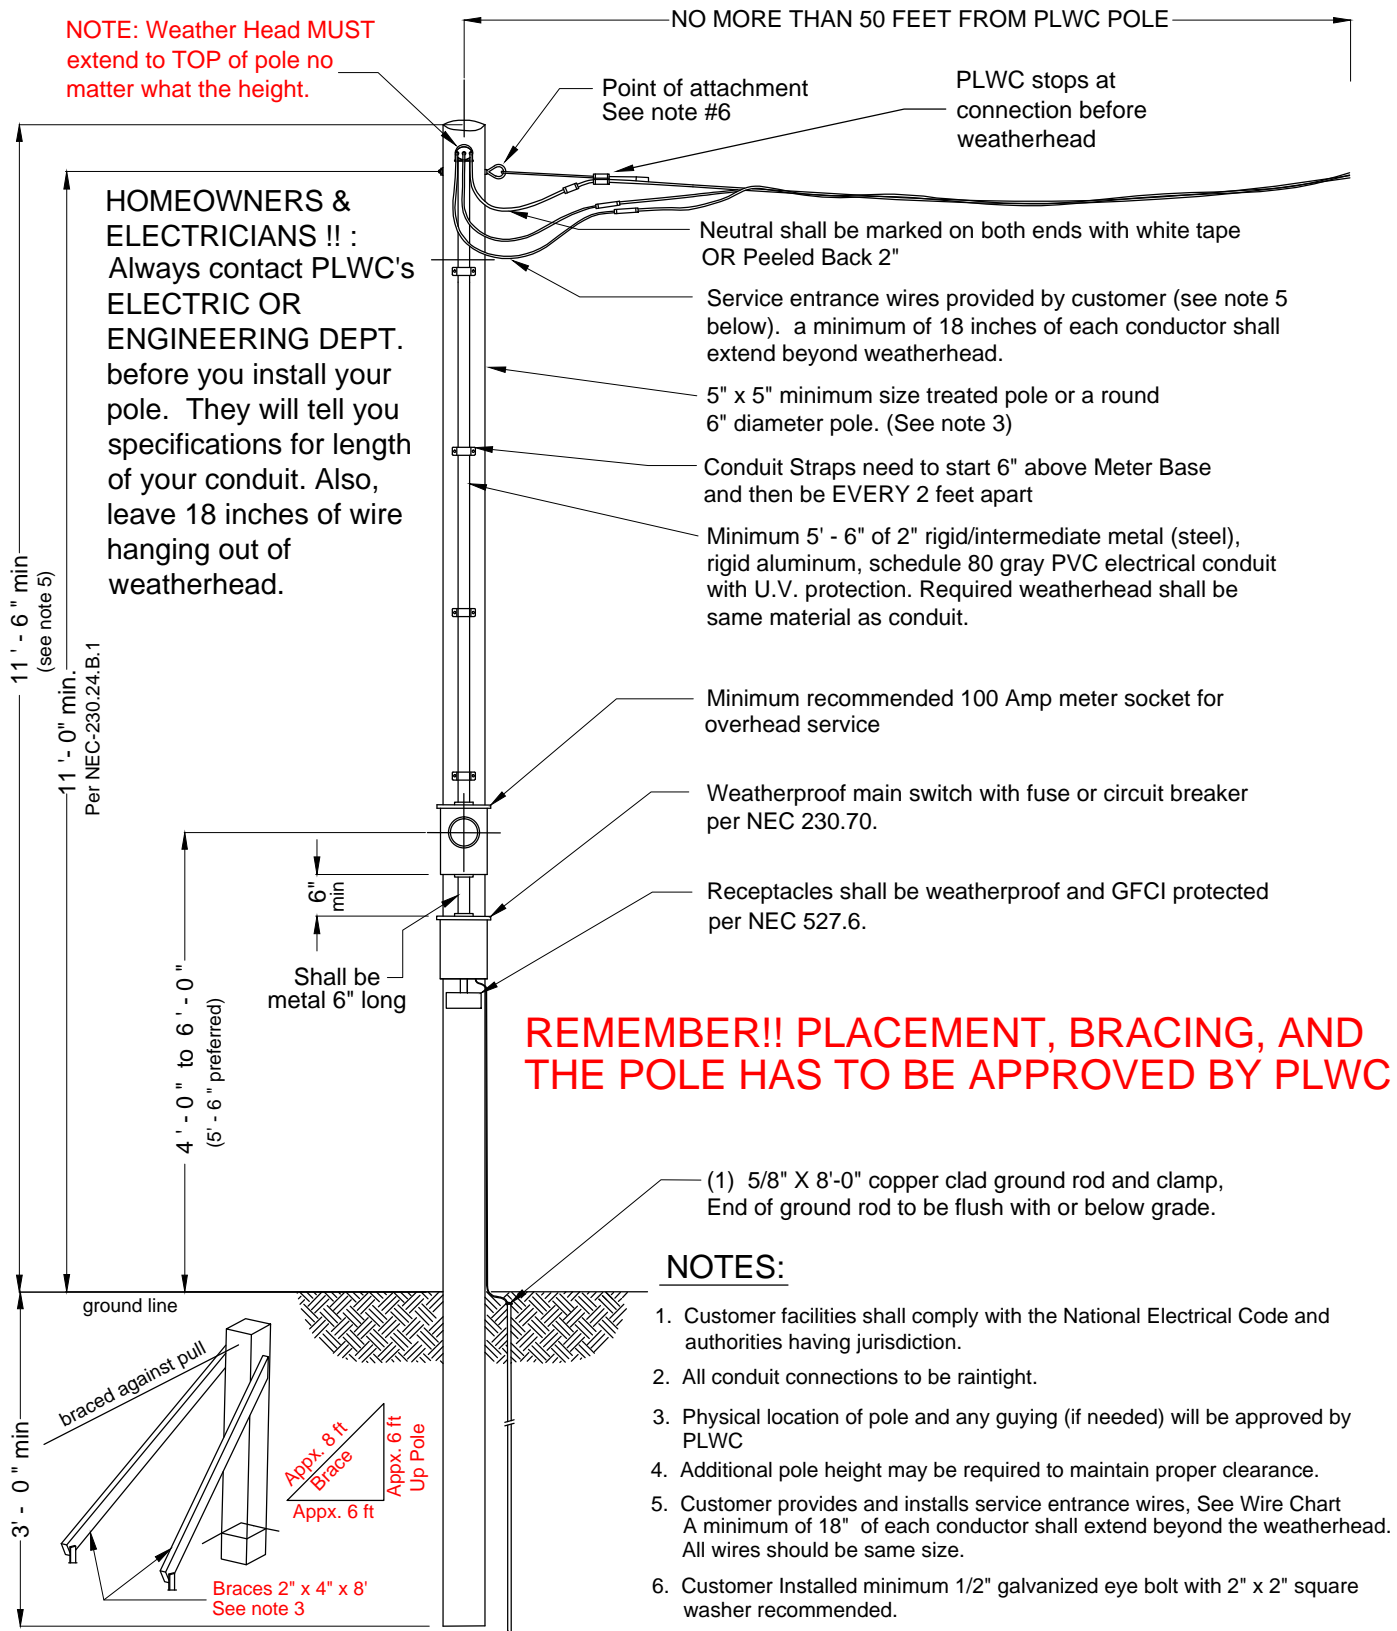 NO MORE THAN 50 FEET FROM PLWC POLE
NOTE: Weather Head MUST
extend to TOP of pole no
matter what the height.
Point of attachment
See note #6
PLWC stops at
connection before
weatherhead
HOMEOWNERS &
ELECTRICIANS !! :
Always contact PLWC's
ELECTRIC OR
ENGINEERING DEPT.
before you install your
pole. They will tell you
specifications for length
of your conduit. Also,
leave 18 inches of wire
hanging out of
weatherhead.
Neutral shall be marked on both ends with white tape
OR Peeled Back 2"
Service entrance wires provided by customer (see note 5
below). a minimum of 18 inches of each conductor shall
extend beyond weatherhead.
5" x 5" minimum size treated pole or a round
6" diameter pole. (See note 3)
Conduit Straps need to start 6" above Meter Base
and then be EVERY 2 feet apart
Minimum 5' - 6" of 2" rigid/intermediate metal (steel),
rigid aluminum, schedule 80 gray PVC electrical conduit
with U.V. protection. Required weatherhead shall be
same material as conduit.
11 ' - 6 " min
(see note 5)
11 '- 0" min.
Per NEC-230.24.B.1
Minimum recommended 100 Amp meter socket for
overhead service
Weatherproof main switch with fuse or circuit breaker
per NEC 230.70.
6"
min
Receptacles shall be weatherproof and GFCI protected
per NEC 527.6.
Shall be
metal 6" long
4 ' - 0 " to 6 ' - 0 "
(5' - 6 " preferred)
REMEMBER!! PLACEMENT, BRACING, AND
THE POLE HAS TO BE APPROVED BY PLWC
(1) 5/8" X 8'-0" copper clad ground rod and clamp,
End of ground rod to be flush with or below grade.
ground line
3' - 0 " min
braced against pull
Appx. 8 ft
Brace
Appx. 6 ft
Up Pole
Appx. 6 ft
Braces 2" x 4" x 8'
See note 3
NOTES:
1. Customer facilities shall comply with the National Electrical Code and
authorities having jurisdiction.
2. All conduit connections to be raintight.
3. Physical location of pole and any guying (if needed) will be approved by
PLWC
4. Additional pole height may be required to maintain proper clearance.
5. Customer provides and installs service entrance wires, See Wire Chart
A minimum of 18" of each conductor shall extend beyond the weatherhead.
All wires should be same size.
6. Customer Installed minimum 1/2" galvanized eye bolt with 2" x 2" square
washer recommended.